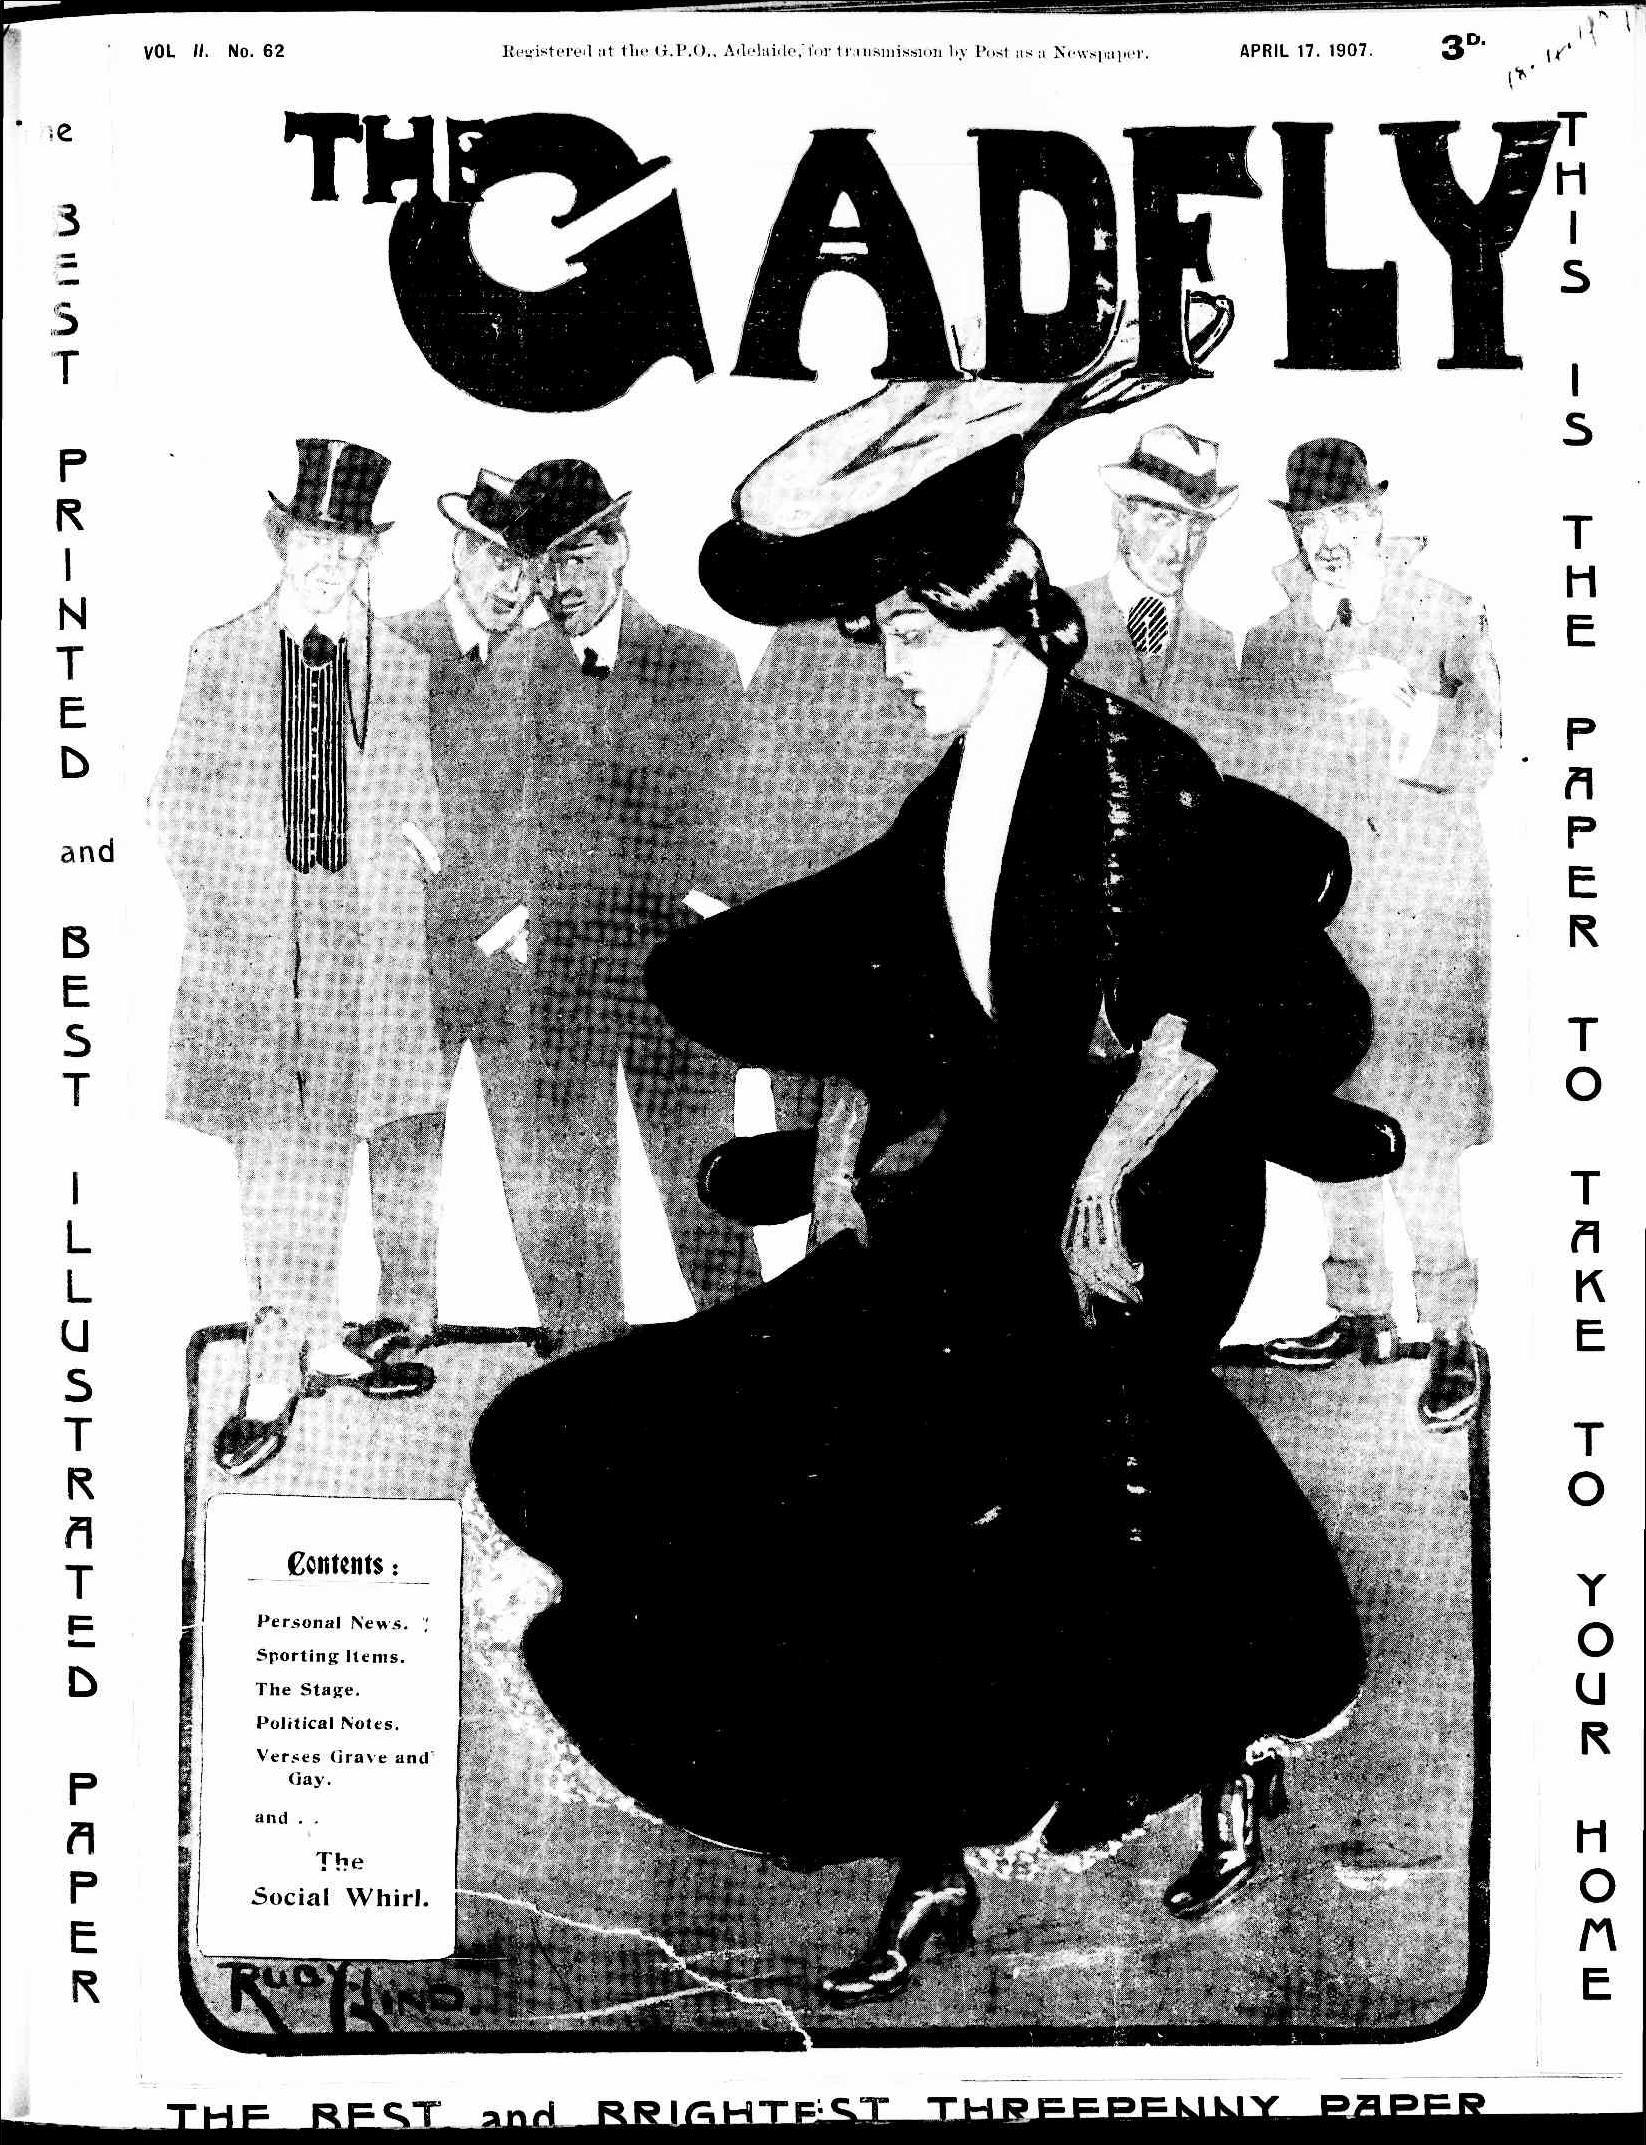 VOL II. No. 62
Registered at the G.P.O., Adelaide, for transmission by Post as a Newspaper.
APRIL 17. 1907.
3D.
THE GADFLY
The BEST PRINTED and BEST ILLUSTRATED PAPER
THIS IS THE PAPER TO TAKE TO YOUR HOME
Contents :
Personal News.
Sporting Items.
The Stage.
Political Notes.
Verses Grave and
Gay.
and . .
The
Social Whirl.
RUBY LIND.
THE BEST and BRIGHTEST THREEPENNY PAPER